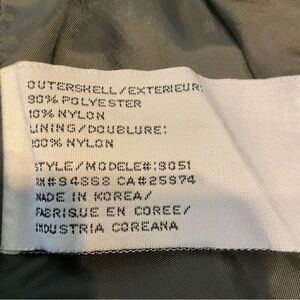 OUTERSHELL/EXTERIEUR:
90% POLYESTER
10% NYLON
LINING/DOUBLURE:
100% NYLON
STYLE/MODELE#:9051
RN#94868 CA#25974
MADE IN KOREA/
FABRIQUE EN COREE/
INDUSTRIA COREANA